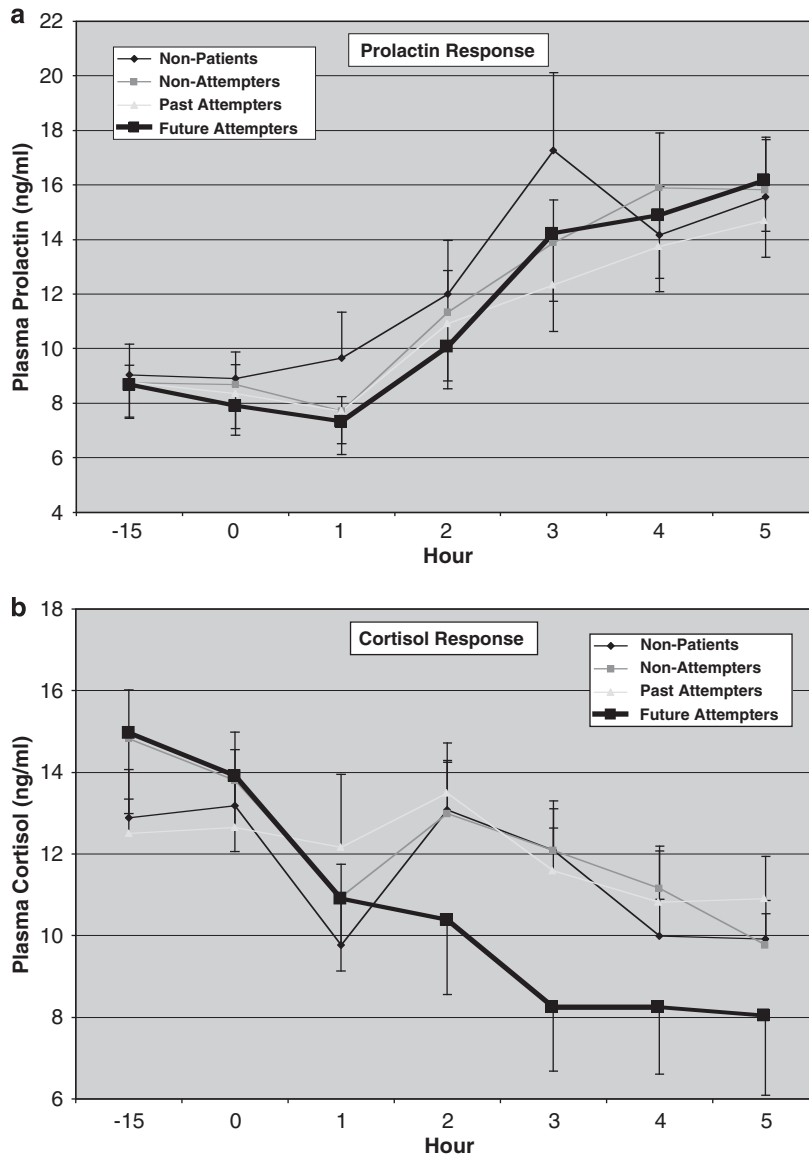 a
Prolactin Response
Non-Patients
Non-Attempters
Past Attempters
Future Attempters
Plasma Prolactin (ng/ml)
22
20
18
16
14
12
10
8
6
4
-15 0 1 2 3 4 5
Hour
b
Cortisol Response
Non-Patients
Non-Attempters
Past Attempters
Future Attempters
Plasma Cortisol (ng/ml)
18
16
14
12
10
8
6
-15 0 1 2 3 4 5
Hour